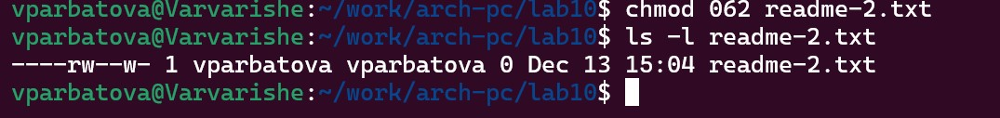 vparbatova@Varvarishe:~/work/arch-pc/lab10$ chmod 062 readme-2.txt
vparbatova@Varvarishe:~/work/arch-pc/lab10$ ls -l readme-2.txt
----rw--w- 1 vparbatova vparbatova 0 Dec 13 15:04 readme-2.txt
vparbatova@Varvarishe:~/work/arch-pc/lab10$